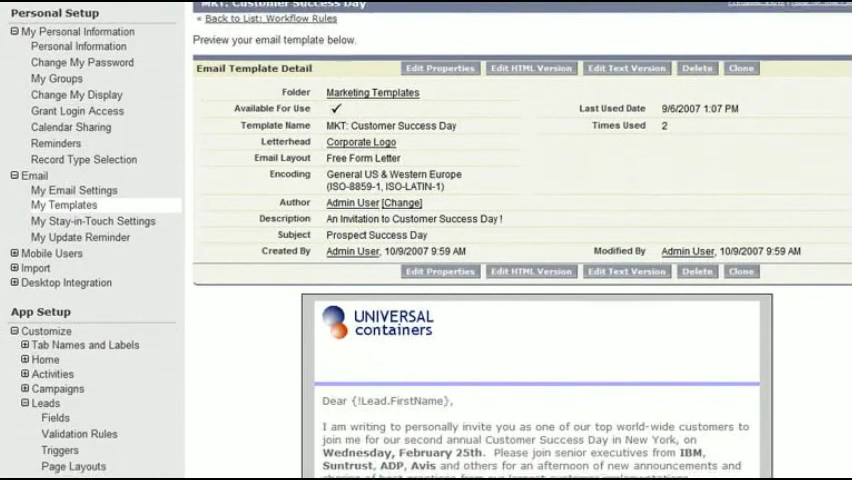 Personal Setup
My Personal Information
Personal Information
Change My Password
My Groups
Change My Display
Grant Login Access
Calendar Sharing
Reminders
Record Type Selection
Email
My Email Settings
My Templates
My Stay-in-Touch Settings
My Update Reminder
Mobile Users
Import
Desktop Integration
App Setup
Customize
Tab Names and Labels
Home
Activities
Campaigns
Leads
Fields
Validation Rules
Triggers
Page Layouts
MKT: Customer Success Day
« Back to List: Workflow Rules
Preview your email template below.
Email Template Detail Edit Properties Edit HTML Version Edit Text Version Delete Clone
Folder Marketing Templates
Available For Use ✓ Last Used Date 9/6/2007 1:07 PM
Template Name MKT: Customer Success Day Times Used 2
Letterhead Corporate Logo
Email Layout Free Form Letter
Encoding General US & Western Europe
(ISO-8859-1, ISO-LATIN-1)
Author Admin User [Change]
Description An Invitation to Customer Success Day !
Subject Prospect Success Day
Created By Admin User, 10/9/2007 9:59 AM Modified By Admin User, 10/9/2007 9:59 AM
Edit Properties Edit HTML Version Edit Text Version Delete Clone
UNIVERSAL
containers
Dear {!Lead.FirstName},
I am writing to personally invite you as one of our top world-wide customers to
join me for our second annual Customer Success Day in New York, on
Wednesday, February 25th. Please join senior executives from IBM,
Suntrust, ADP, Avis and others for an afternoon of new announcements and